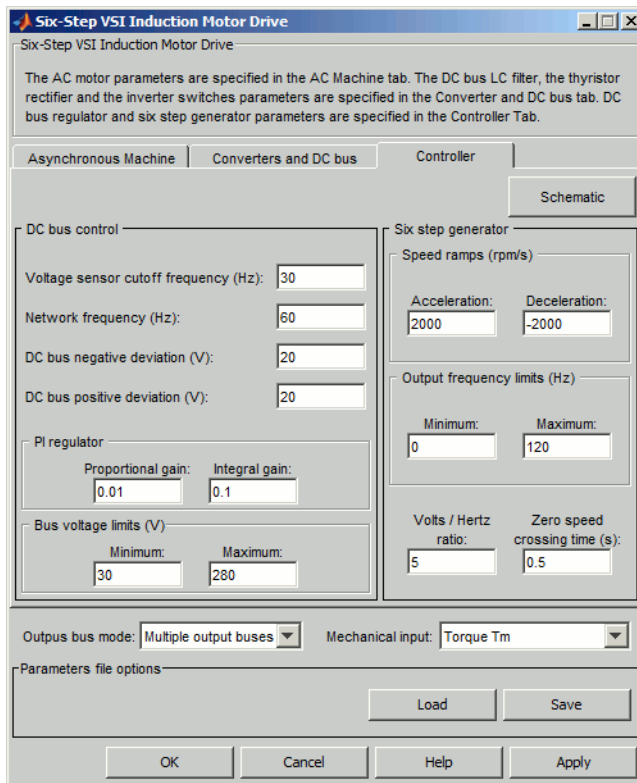 Six-Step VSI Induction Motor Drive
Six-Step VSI Induction Motor Drive
The AC motor parameters are specified in the AC Machine tab. The DC bus LC filter, the thyristor
rectifier and the inverter switches parameters are specified in the Converter and DC bus tab. DC
bus regulator and six step generator parameters are specified in the Controller Tab.
Asynchronous Machine
Converters and DC bus
Controller
Schematic
DC bus control
Voltage sensor cutoff frequency (Hz): 30
Network frequency (Hz): 60
DC bus negative deviation (V): 20
DC bus positive deviation (V): 20
PI regulator
Proportional gain: Integral gain:
0.01 0.1
Bus voltage limits (V)
Minimum: Maximum:
30 280
Six step generator
Speed ramps (rpm/s)
Acceleration: Deceleration:
2000 -2000
Output frequency limits (Hz)
Minimum: Maximum:
0 120
Volts / Hertz
ratio:
5
Zero speed
crossing time (s):
0.5
Outpus bus mode: Multiple output buses
Mechanical input: Torque Tm
Parameters file options
Load Save
OK Cancel Help Apply